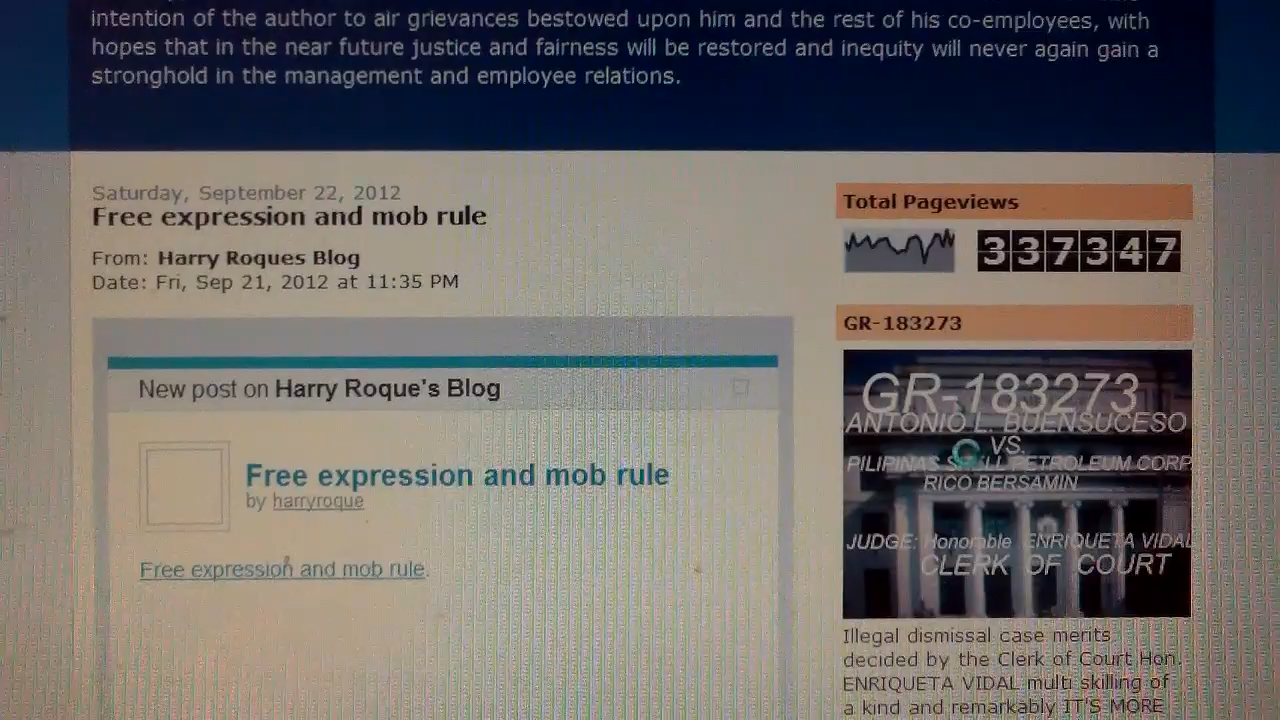 intention of the author to air grievances bestowed upon him and the rest of his co-employees, with
hopes that in the near future justice and fairness will be restored and inequity will never again gain a
stronghold in the management and employee relations.
Saturday, September 22, 2012
Free expression and mob rule
From: Harry Roques Blog
Date: Fri, Sep 21, 2012 at 11:35 PM
New post on Harry Roque's Blog
Free expression and mob rule
by harryroque
Free expression and mob rule.
Total Pageviews
337347
GR-183273
GR-183273
ANTONIO L. BUENSUCESO
VS.
PILIPINAS SHELL PETROLEUM CORP
RICO BERSAMIN
JUDGE: Honorable ENRIQUETA VIDAL
CLERK OF COURT
Illegal dismissal case merits
decided by the Clerk of Court Hon.
ENRIQUETA VIDAL multi skilling of
a kind and remarkably IT'S MORE